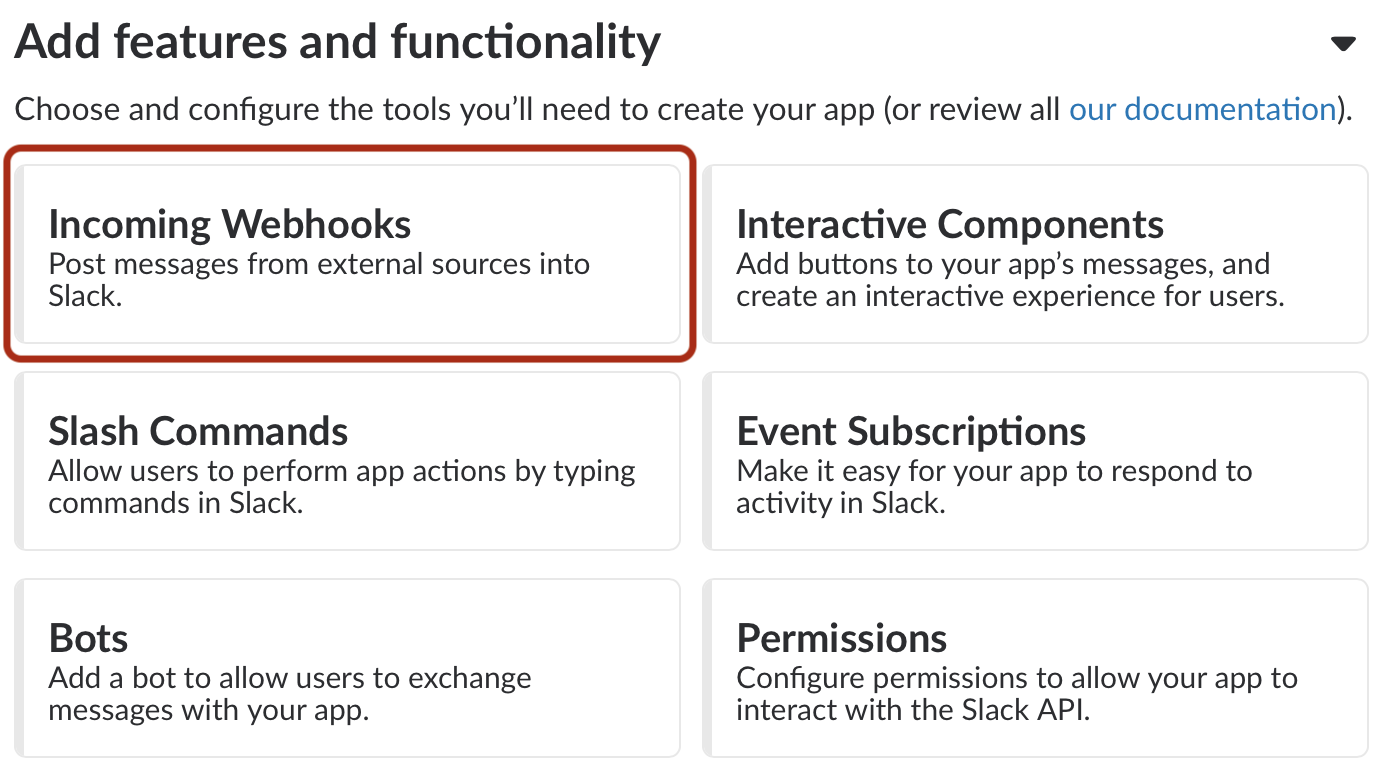 Add features and functionality
Choose and configure the tools you’ll need to create your app (or review all our documentation).
Incoming Webhooks
Post messages from external sources into
Slack.
Interactive Components
Add buttons to your app’s messages, and
create an interactive experience for users.
Slash Commands
Allow users to perform app actions by typing
commands in Slack.
Event Subscriptions
Make it easy for your app to respond to
activity in Slack.
Bots
Add a bot to allow users to exchange
messages with your app.
Permissions
Configure permissions to allow your app to
interact with the Slack API.